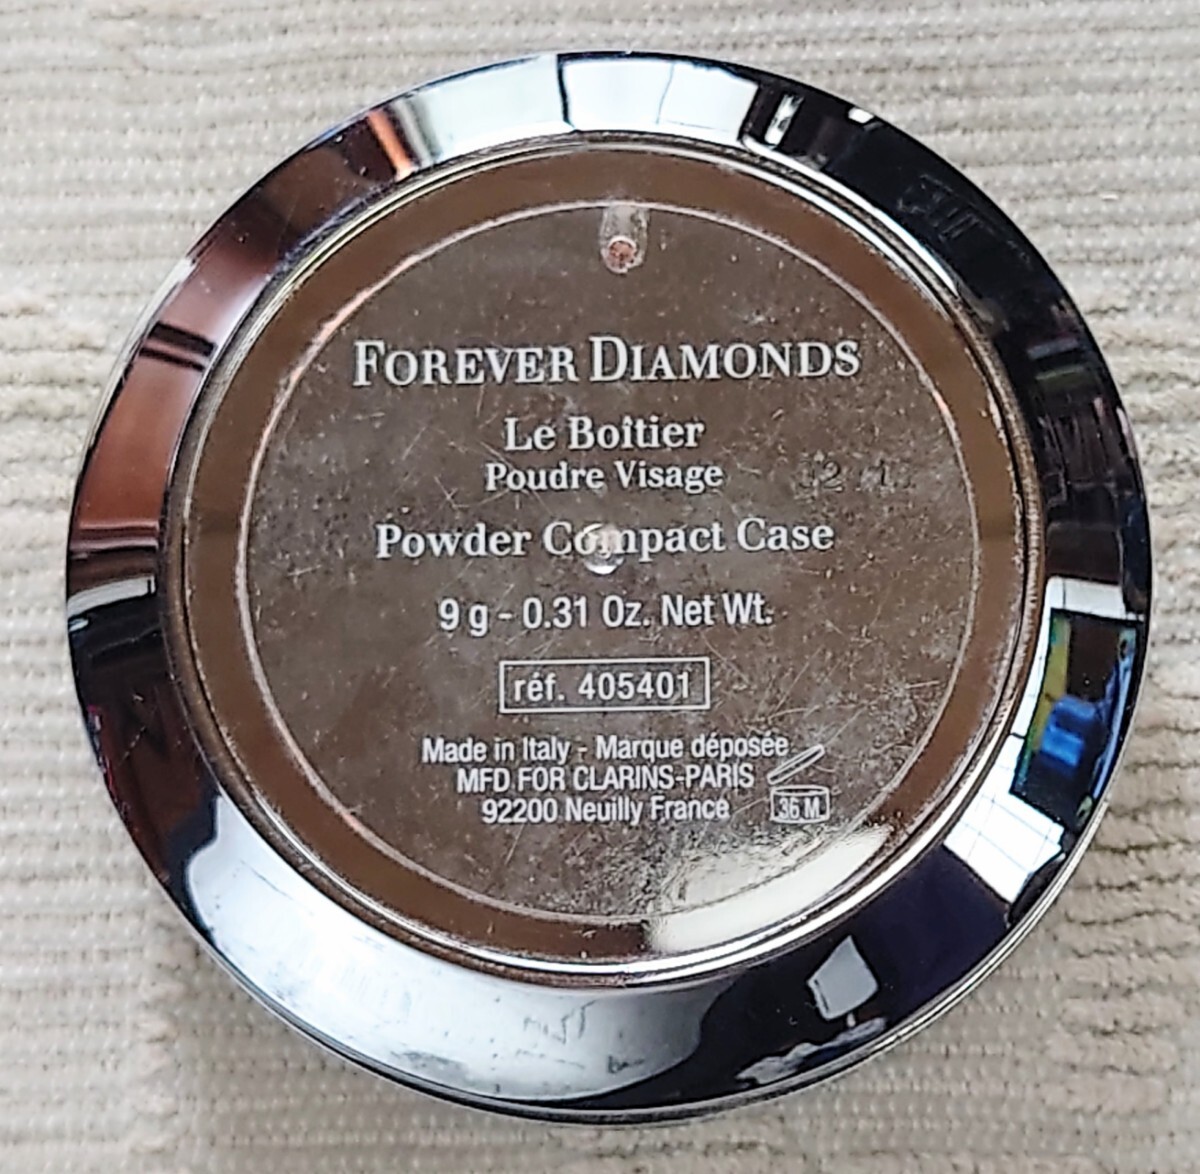 FOREVER DIAMONDS
Le Boîtier
Poudre Visage
Powder Compact Case
9 g - 0.31 Oz. Net Wt.
réf. 405401
Made in Italy - Marque déposée
MFD FOR CLARINS-PARIS
92200 Neuilly France
36 M